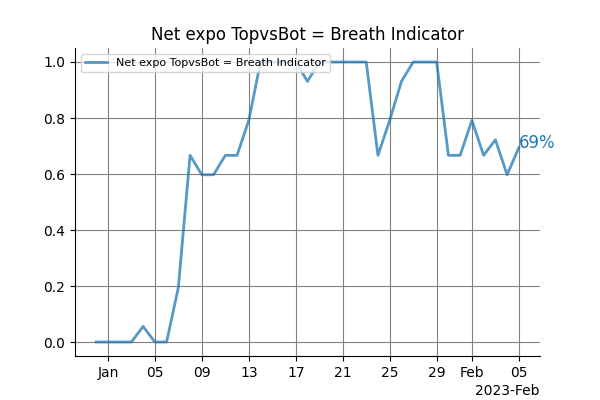 Net expo TopvsBot = Breath Indicator
Net expo TopvsBot = Breath Indicator
1.0
0.8
0.6
0.4
0.2
0.0
69%
Jan 05 09 13 17 21 25 29 Feb 05
2023-Feb